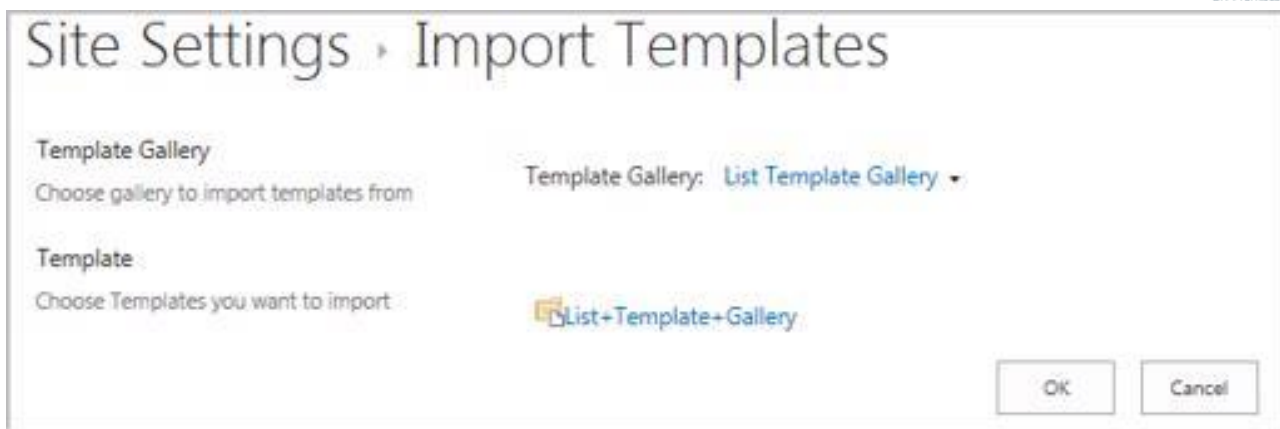 Site Settings › Import Templates
Template Gallery
Choose gallery to import templates from
Template Gallery: List Template Gallery
Template
Choose Templates you want to import
List+Template+Gallery
OK Cancel